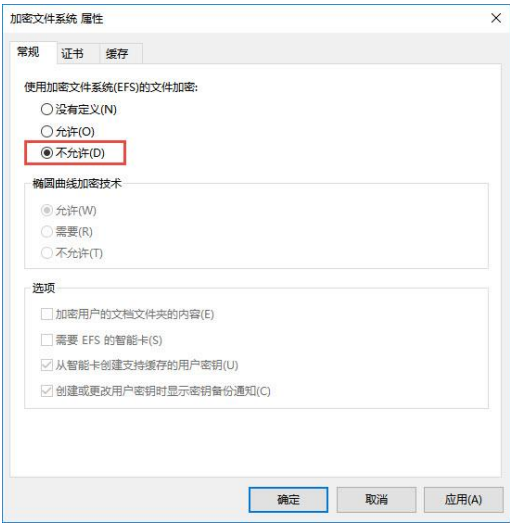 加密文件系统 属性
常规 证书 缓存
使用加密文件系统(EFS)的文件加密:
没有定义(N)
允许(O)
不允许(D)
椭圆曲线加密技术
允许(W)
需要(R)
不允许(T)
选项
加密用户的文档文件夹的内容(E)
需要 EFS 的智能卡(S)
从智能卡创建支持缓存的用户密钥(U)
创建或更改用户密钥时显示密钥备份通知(C)
确定 取消 应用(A)